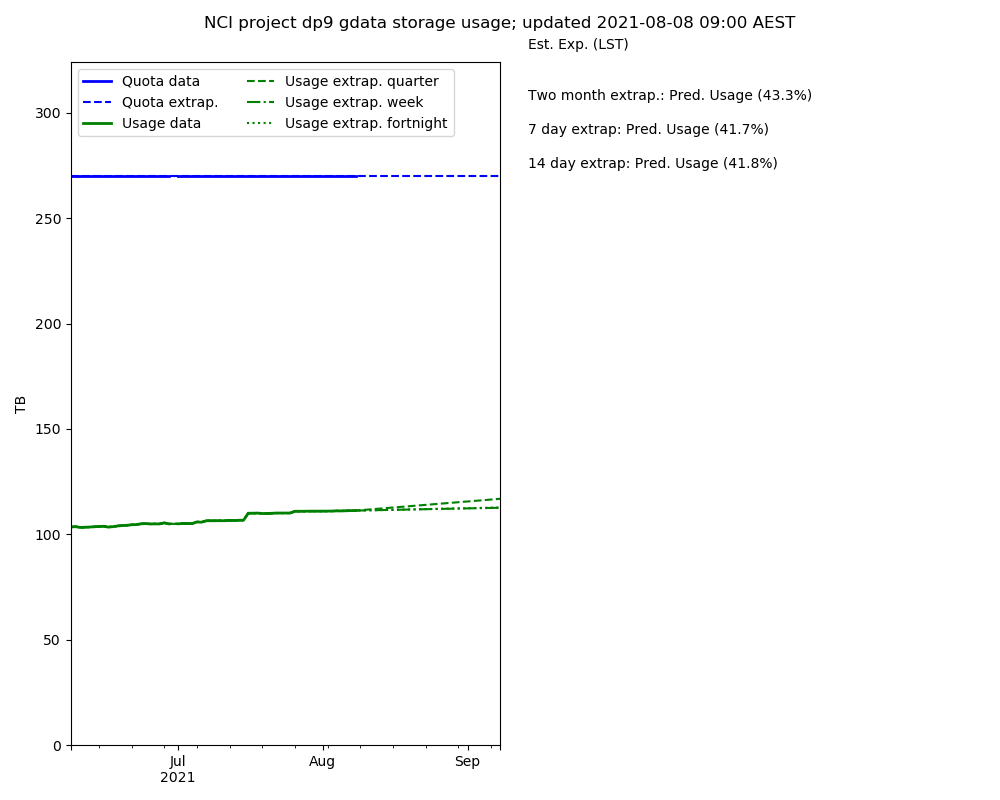 NCI project dp9 gdata storage usage; updated 2021-08-08 09:00 AEST
Est. Exp. (LST)
Quota data
Quota extrap.
Usage data
Usage extrap. quarter
Usage extrap. week
Usage extrap. fortnight
Two month extrap.: Pred. Usage (43.3%)
7 day extrap: Pred. Usage (41.7%)
14 day extrap: Pred. Usage (41.8%)
300
250
200
150
100
50
0
TB
Jul
2021
Aug
Sep